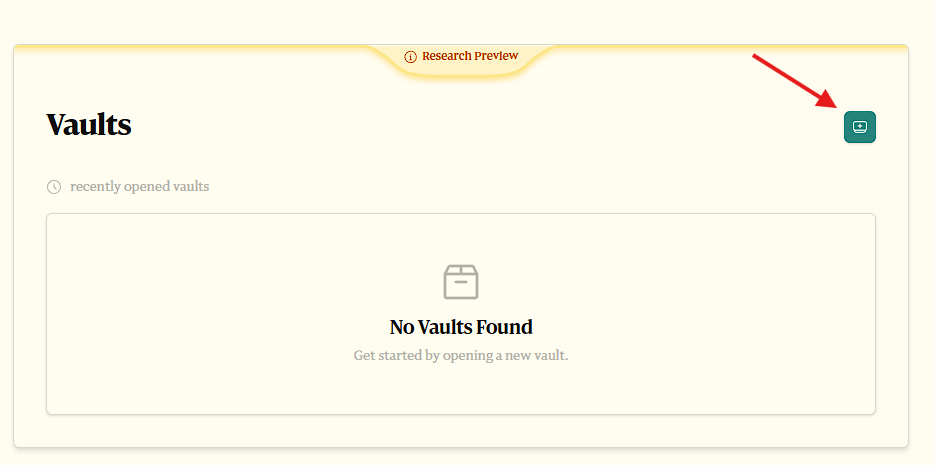 Research Preview
Vaults
recently opened vaults
No Vaults Found
Get started by opening a new vault.